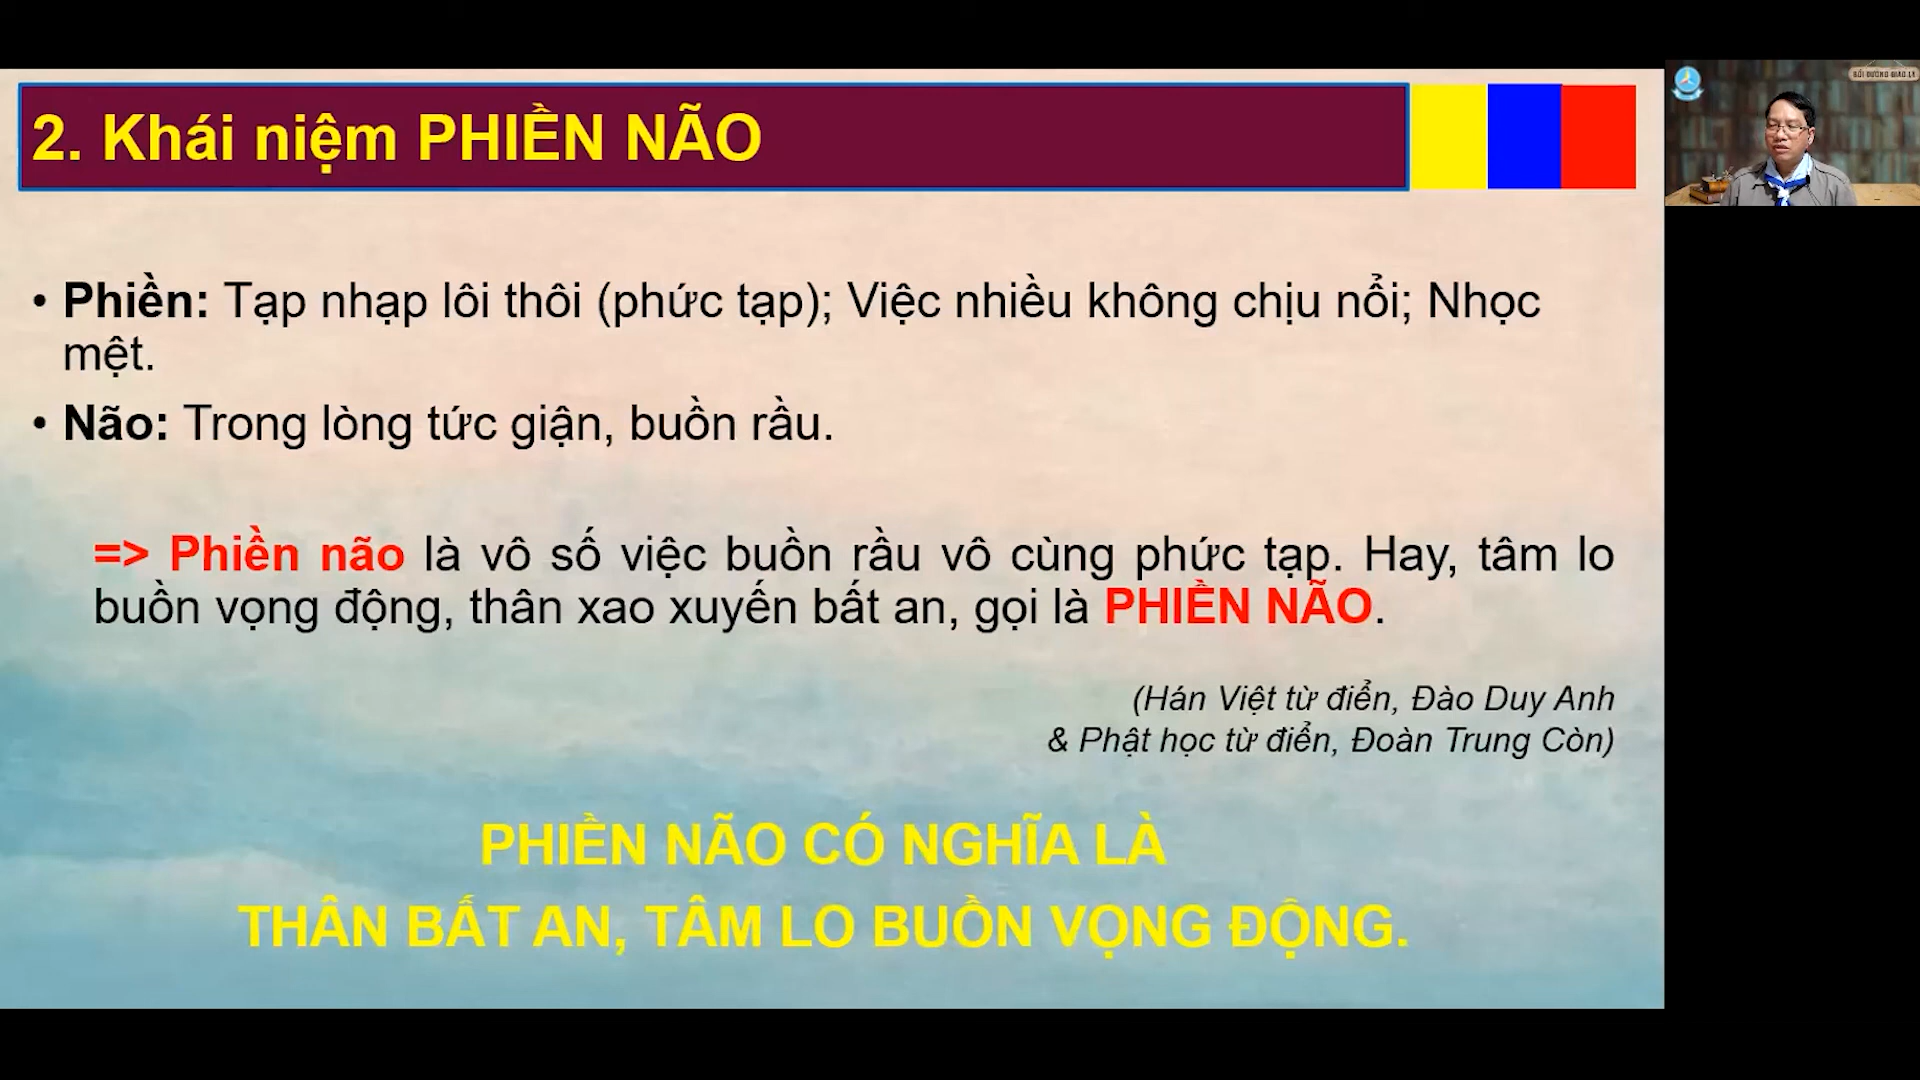 2. Khái niệm PHIỀN NÃO
BỒI DƯỠNG GIÁO LÝ
• Phiền: Tạp nhạp lôi thôi (phức tạp); Việc nhiều không chịu nổi; Nhọc
mệt.
• Não: Trong lòng tức giận, buồn rầu.
=> Phiền não là vô số việc buồn rầu vô cùng phức tạp. Hay, tâm lo
buồn vọng động, thân xao xuyến bất an, gọi là PHIỀN NÃO.
(Hán Việt từ điển, Đào Duy Anh
& Phật học từ điển, Đoàn Trung Còn)
PHIỀN NÃO CÓ NGHĨA LÀ
THÂN BẤT AN, TÂM LO BUỒN VỌNG ĐỘNG.